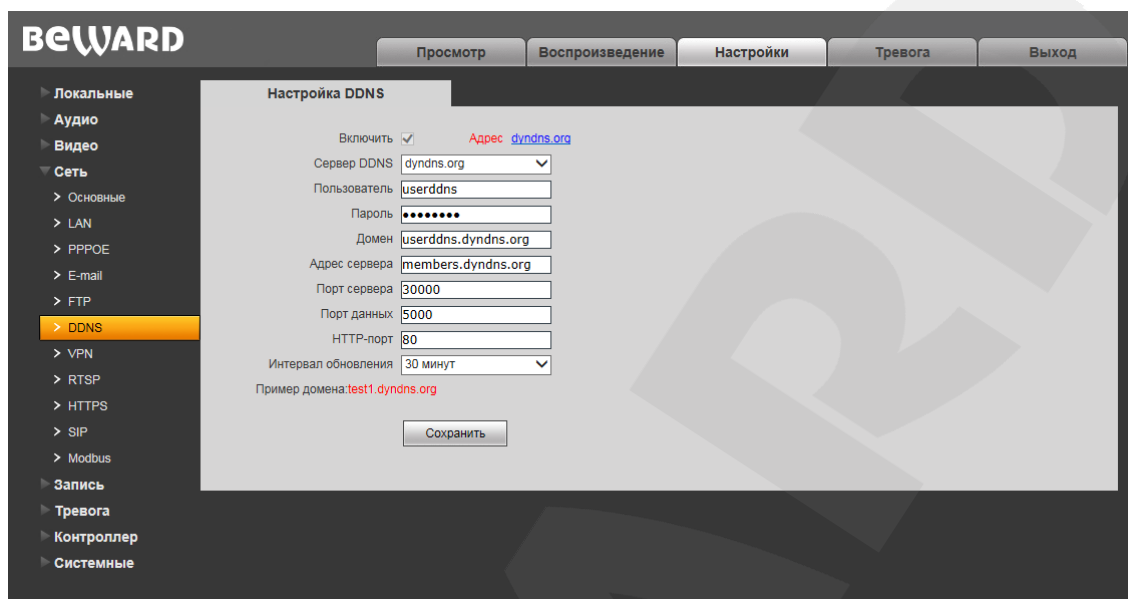 BEWARD
Просмотр Воспроизведение Настройки Тревога Выход
Локальные
Аудио
Видео
Сеть
> Основные
> LAN
> PPPOE
> E-mail
> FTP
> DDNS
> VPN
> RTSP
> HTTPS
> SIP
> Modbus
Запись
Тревога
Контроллер
Системные
Настройка DDNS
Включить Адрес dyndns.org
Сервер DDNS dyndns.org
Пользователь userddns
Пароль ••••••••
Домен userddns.dyndns.org
Адрес сервера members.dyndns.org
Порт сервера 30000
Порт данных 5000
HTTP-порт 80
Интервал обновления 30 минут
Пример домена:test1.dyndns.org
Сохранить